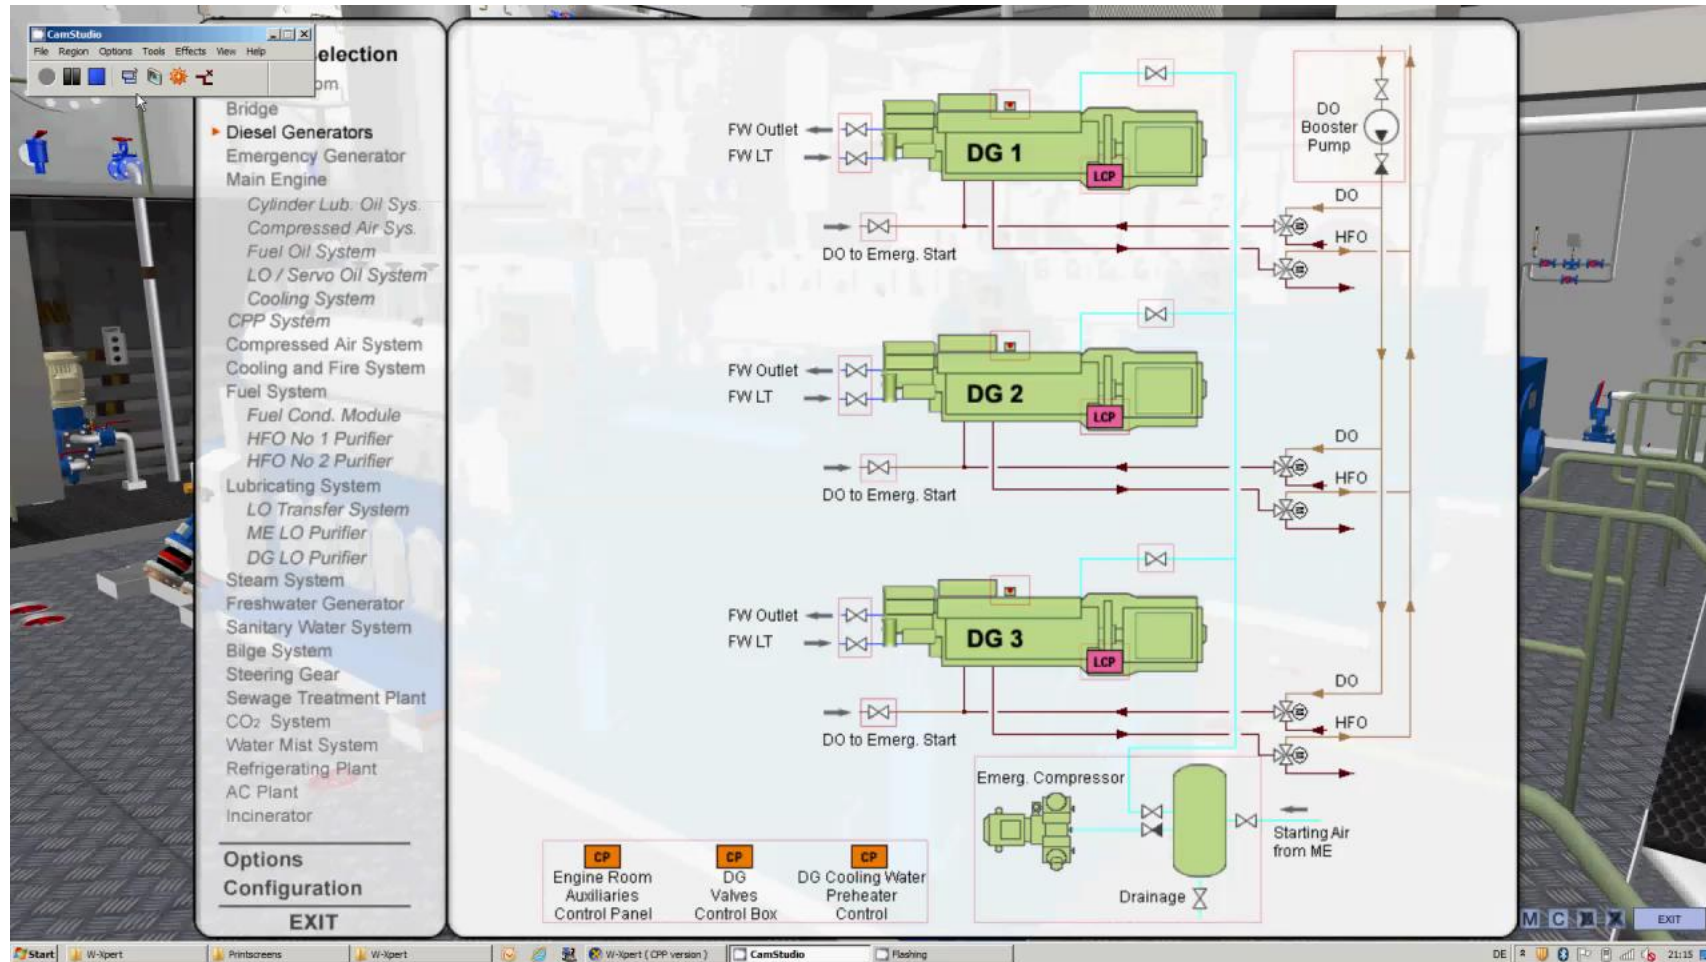 CamStudio
File Region Options Tools Effects View Help
election
om
Bridge
Diesel Generators
Emergency Generator
Main Engine
Cylinder Lub. Oil Sys.
Compressed Air Sys.
Fuel Oil System
LO / Servo Oil System
Cooling System
CPP System
Compressed Air System
Cooling and Fire System
Fuel System
Fuel Cond. Module
HFO No 1 Purifier
HFO No 2 Purifier
Lubricating System
LO Transfer System
ME LO Purifier
DG LO Purifier
Steam System
Freshwater Generator
Sanitary Water System
Bilge System
Steering Gear
Sewage Treatment Plant
CO2 System
Water Mist System
Refrigerating Plant
AC Plant
Incinerator
Options
Configuration
EXIT
FW Outlet
FW LT
DG 1
LCP
DO to Emerg. Start
DO
Booster
Pump
DO
HFO
FW Outlet
FW LT
DG 2
LCP
DO to Emerg. Start
DO
HFO
FW Outlet
FW LT
DG 3
LCP
DO to Emerg. Start
DO
HFO
Emerg. Compressor
Starting Air
from ME
Drainage
CP
Engine Room
Auxiliaries
Control Panel
CP
DG
Valves
Control Box
CP
DG Cooling Water
Preheater
Control
M C EXIT
Start W-Xpert Printscreens W-Xpert W-Xpert ( CPP version ) CamStudio Flashing DE 21:15